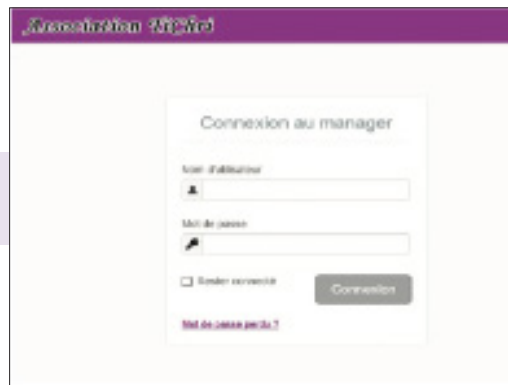 Association
Connexion au manager
Nom d'utilisateur
Mot de passe
Rester connecté
Connexion
Mot de passe perdu ?